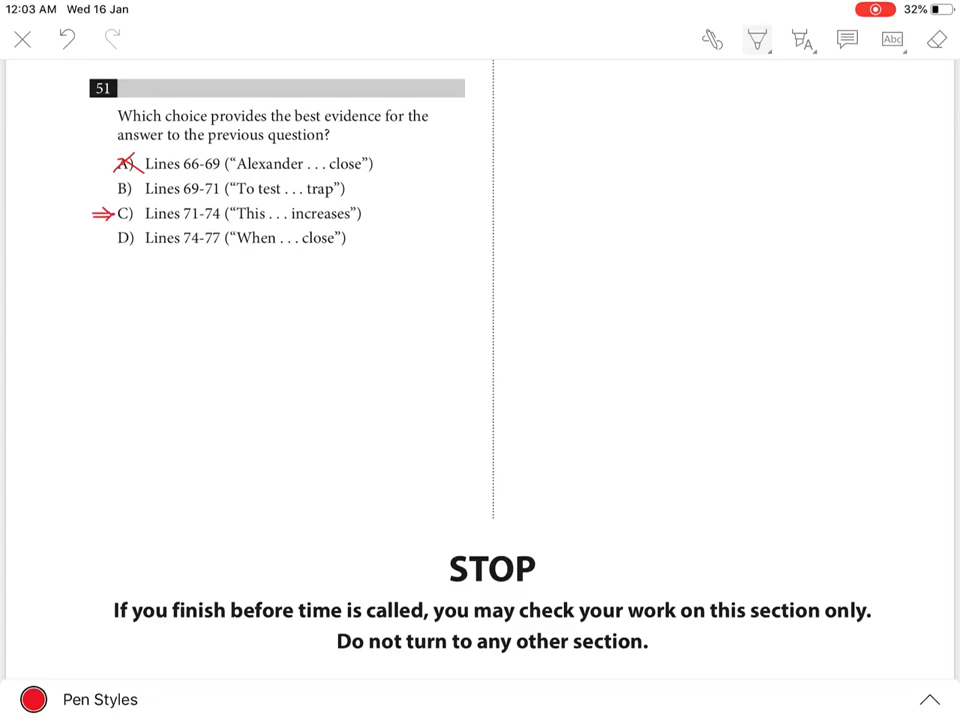 12:03 AM Wed 16 Jan
32%
Abc
51
Which choice provides the best evidence for the
answer to the previous question?
A) Lines 66-69 (“Alexander . . . close”)
B) Lines 69-71 (“To test . . . trap”)
C) Lines 71-74 (“This . . . increases”)
D) Lines 74-77 (“When . . . close”)
STOP
If you finish before time is called, you may check your work on this section only.
Do not turn to any other section.
Pen Styles